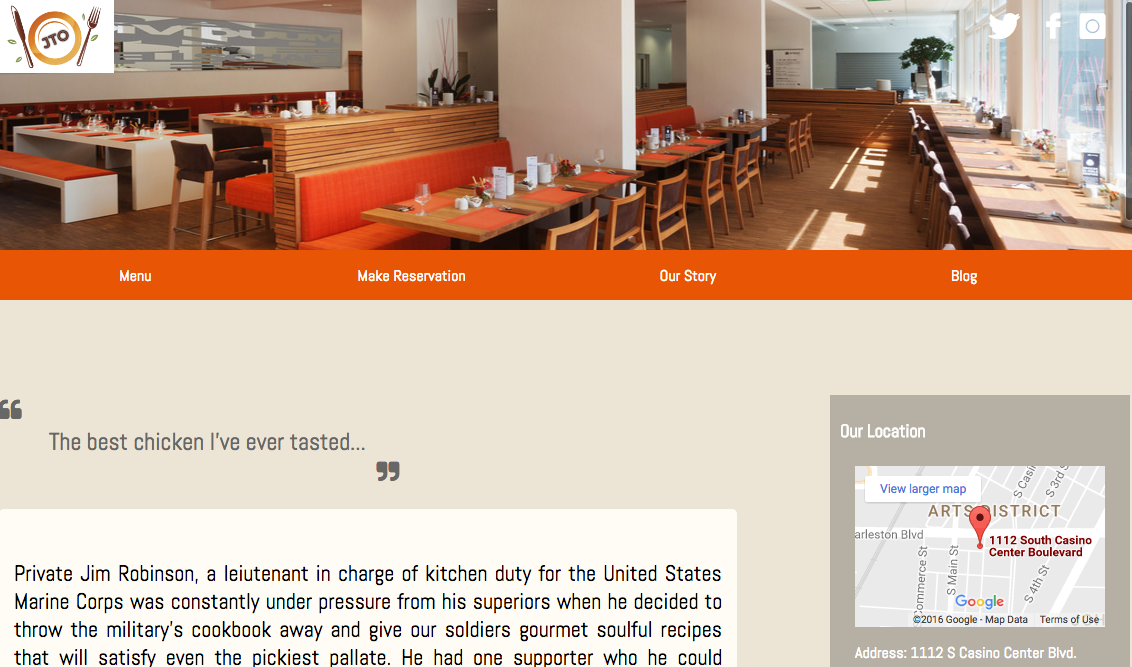 JTO
Menu
Make Reservation
Our Story
Blog
“
The best chicken I've ever tasted...
”
Our Location
View larger map
S Casi
S 3rd S
ARTS DISTRICT
arleston Blvd
1112 South Casino
Center Boulevard
Commerce St
S Main St
S 4th St
Google
©2016 Google - Map Data Terms of Use
Private Jim Robinson, a leiutenant in charge of kitchen duty for the United States
Marine Corps was constantly under pressure from his superiors when he decided to
throw the military's cookbook away and give our soldiers gourmet soulful recipes
that will satisfy even the pickiest pallate. He had one supporter who he could
Address: 1112 S Casino Center Blvd.